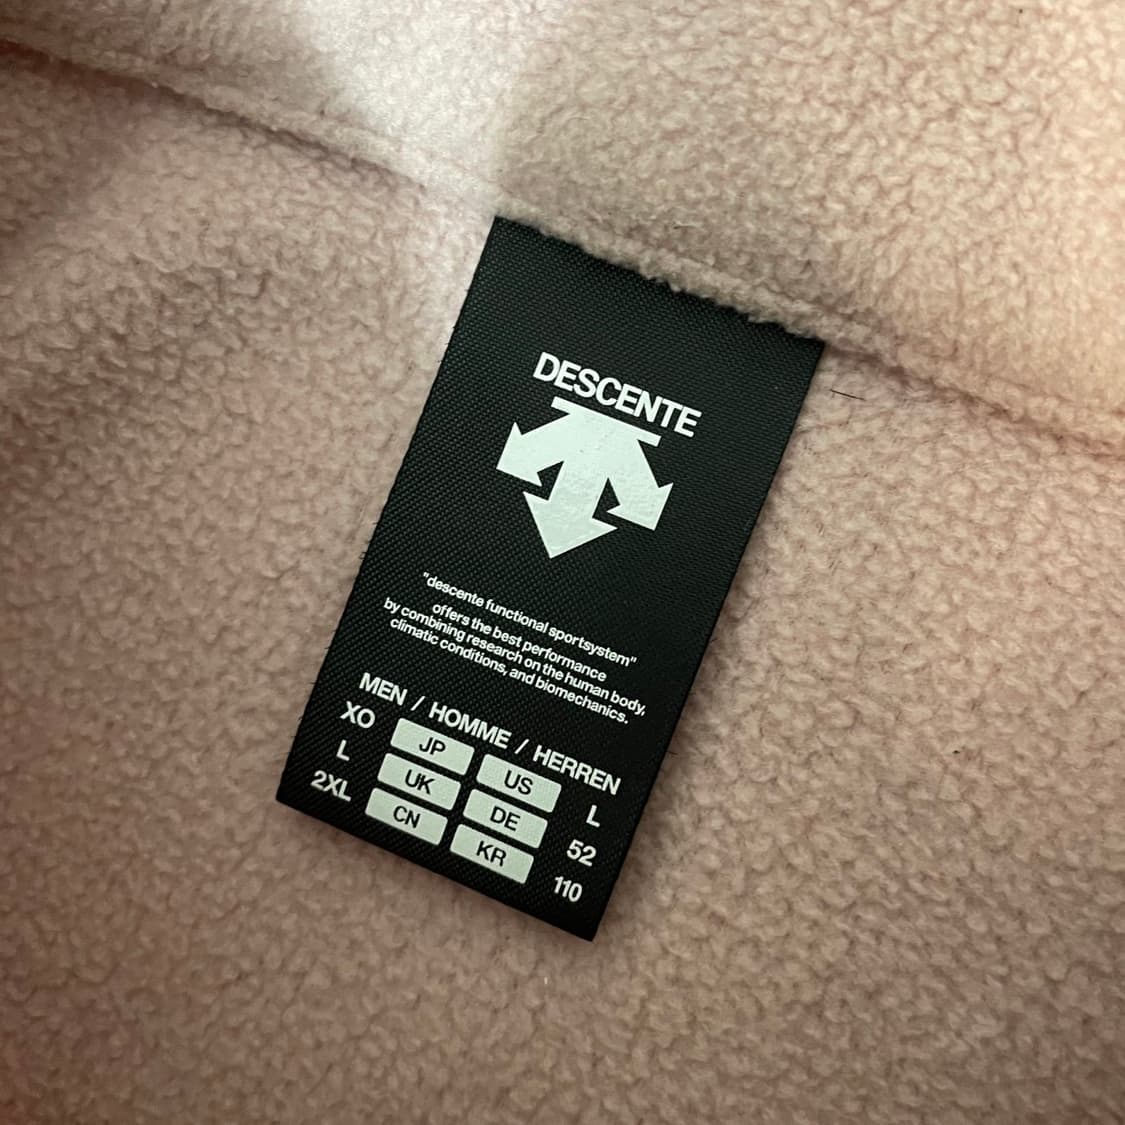 DESCENTE
"descente functional sportsystem"
offers the best performance
by combining research on the human body,
climatic conditions, and biomechanics.
MEN / HOMME / HERREN
XO JP US L
L UK DE 52
2XL CN KR 110